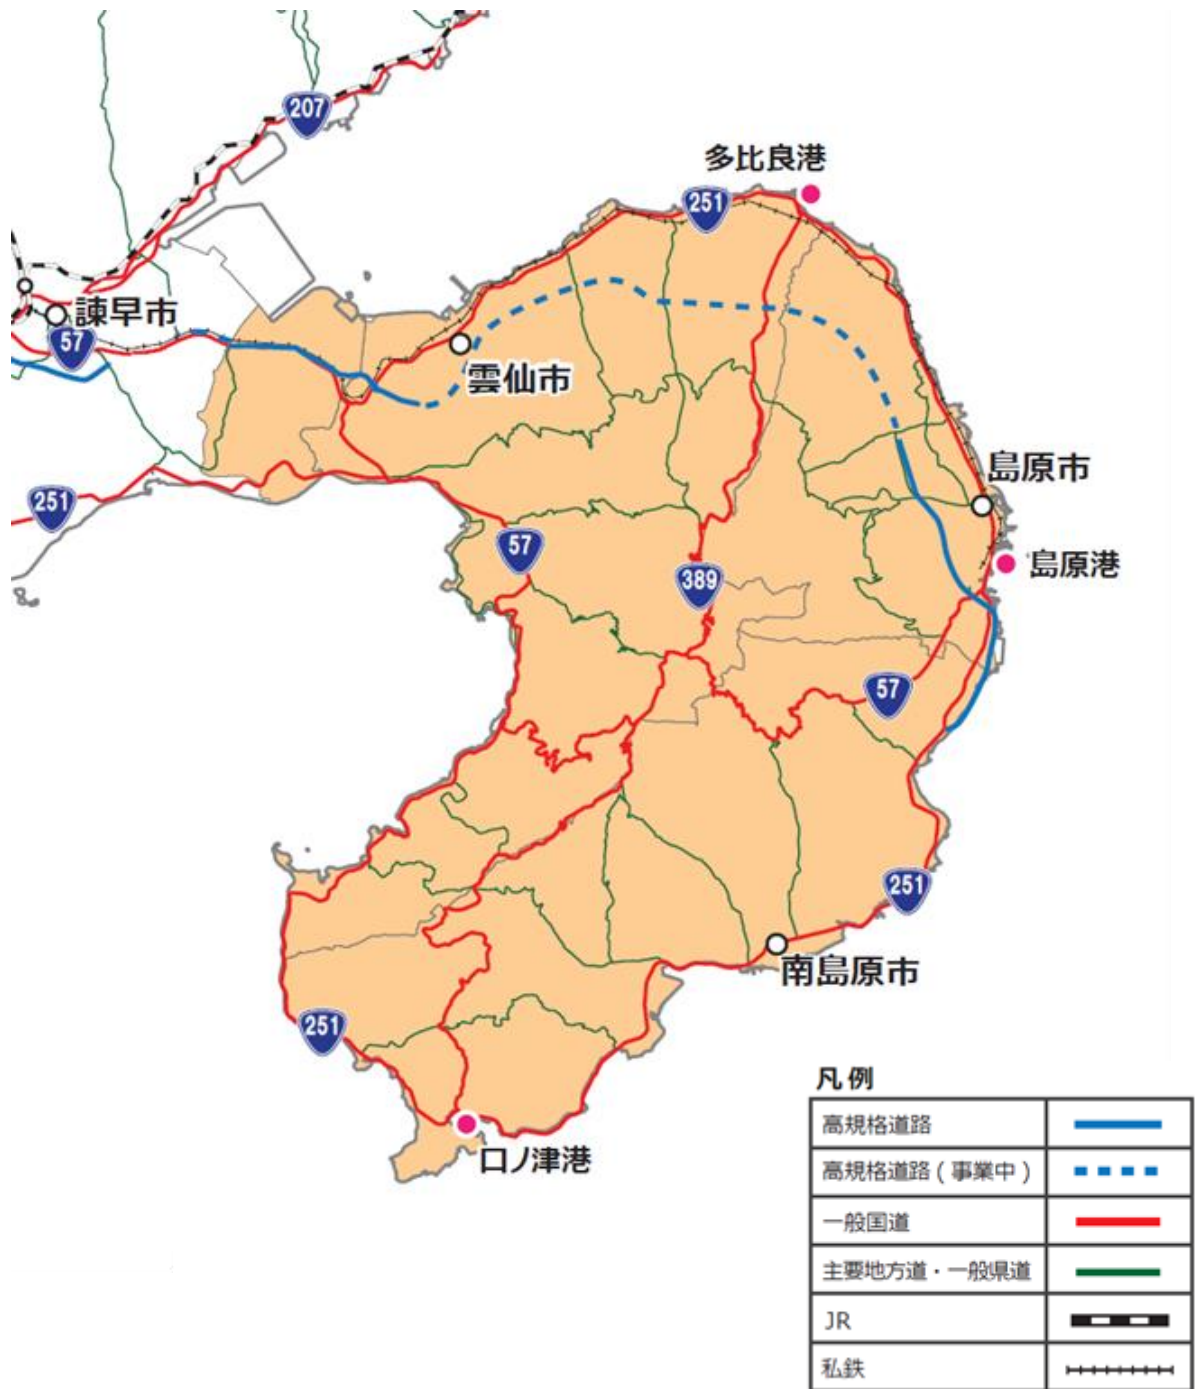 207
多比良港
251
諫早市
57
雲仙市
島原市
251
57
島原港
389
57
251
南島原市
251
口ノ津港
凡例
高規格道路
高規格道路(事業中)
一般国道
主要地方道・一般県道
JR
私鉄